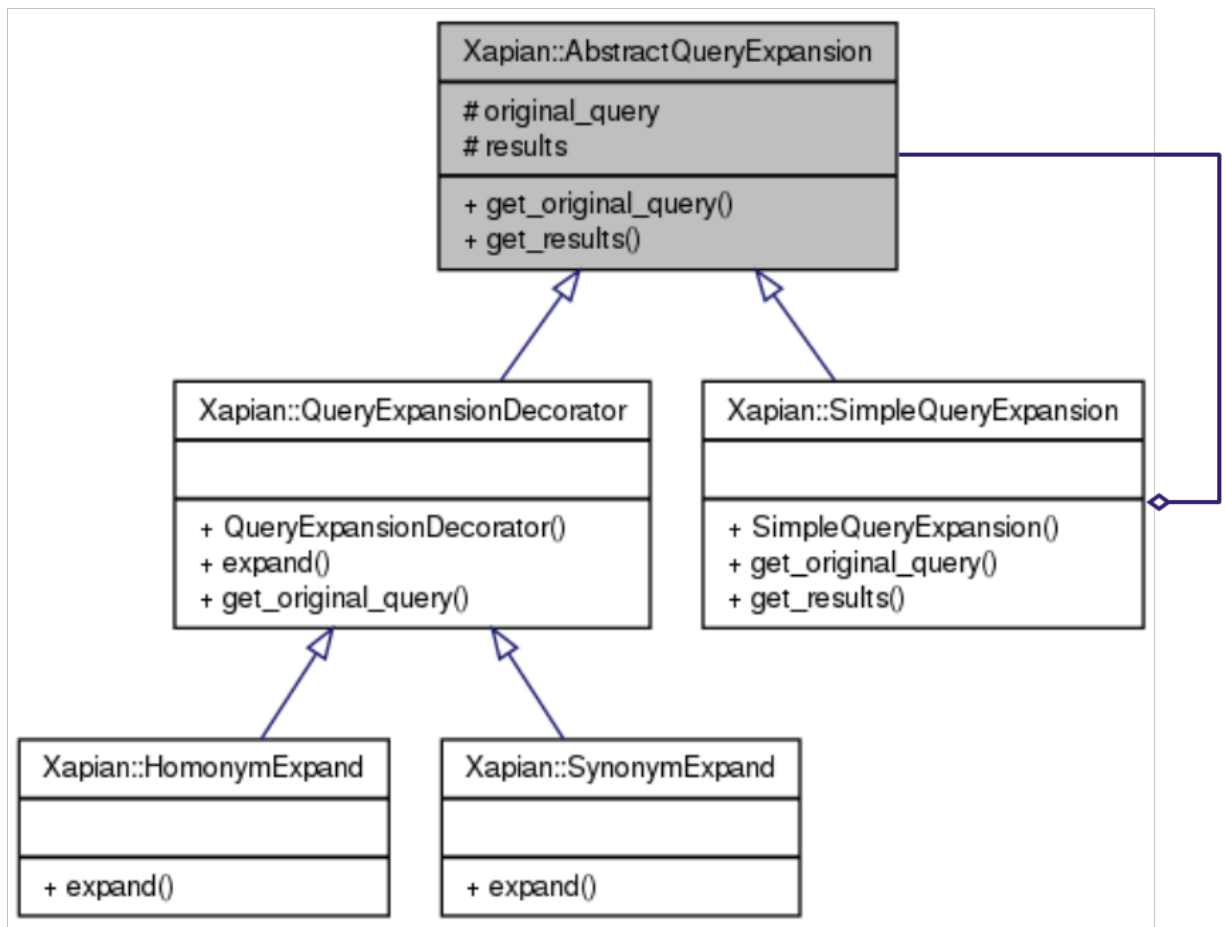 Xapian::AbstractQueryExpansion
# original_query
# results
+ get_original_query()
+ get_results()
Xapian::QueryExpansionDecorator
+ QueryExpansionDecorator()
+ expand()
+ get_original_query()
Xapian::SimpleQueryExpansion
+ SimpleQueryExpansion()
+ get_original_query()
+ get_results()
Xapian::HomonymExpand
+ expand()
Xapian::SynonymExpand
+ expand()